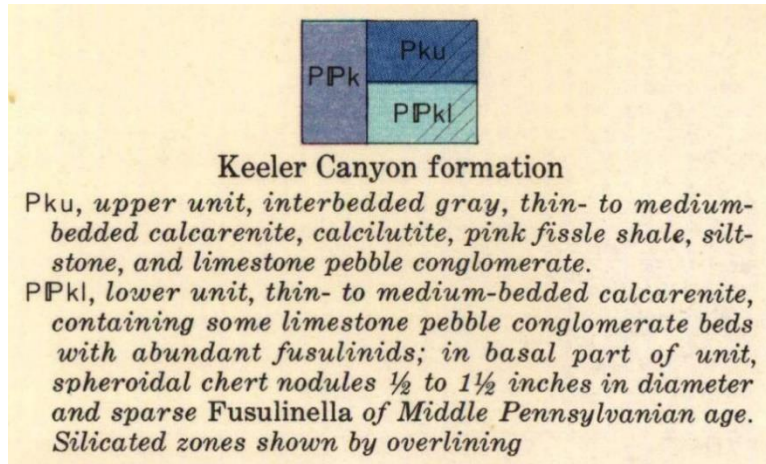 Pku
PIPk
PIPkl
Keeler Canyon formation
Pku, upper unit, interbedded gray, thin- to medium-
bedded calcarenite, calcilutite, pink fissle shale, silt-
stone, and limestone pebble conglomerate.
PIPkl, lower unit, thin- to medium-bedded calcarenite,
containing some limestone pebble conglomerate beds
with abundant fusulinids; in basal part of unit,
spheroidal chert nodules ½ to 1½ inches in diameter
and sparse Fusulinella of Middle Pennsylvanian age.
Silicated zones shown by overlining